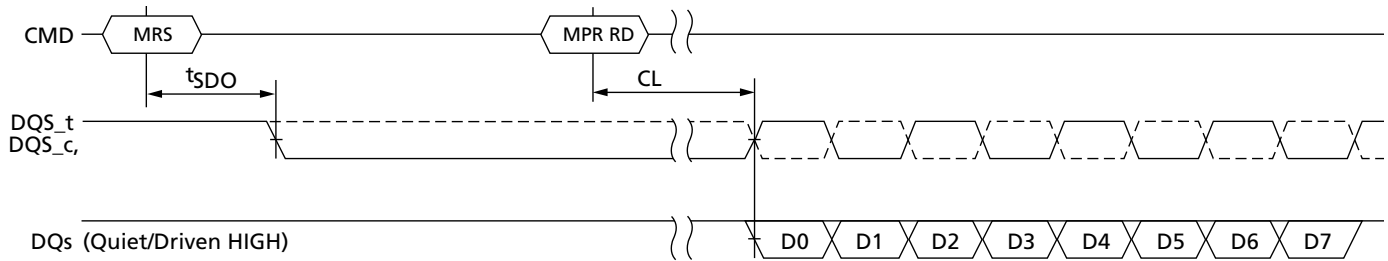 CMD MRS MPR RD
tSDO CL
DQS_t
DQS_c,
DQs (Quiet/Driven HIGH) D0 D1 D2 D3 D4 D5 D6 D7